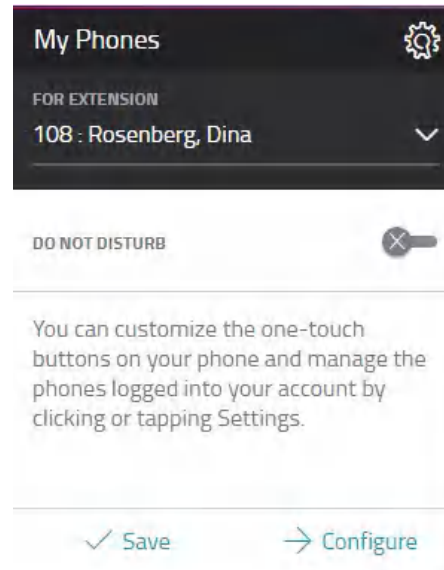 My Phones
FOR EXTENSION
108 : Rosenberg, Dina
DO NOT DISTURB
You can customize the one-touch
buttons on your phone and manage the
phones logged into your account by
clicking or tapping Settings.
Save
Configure